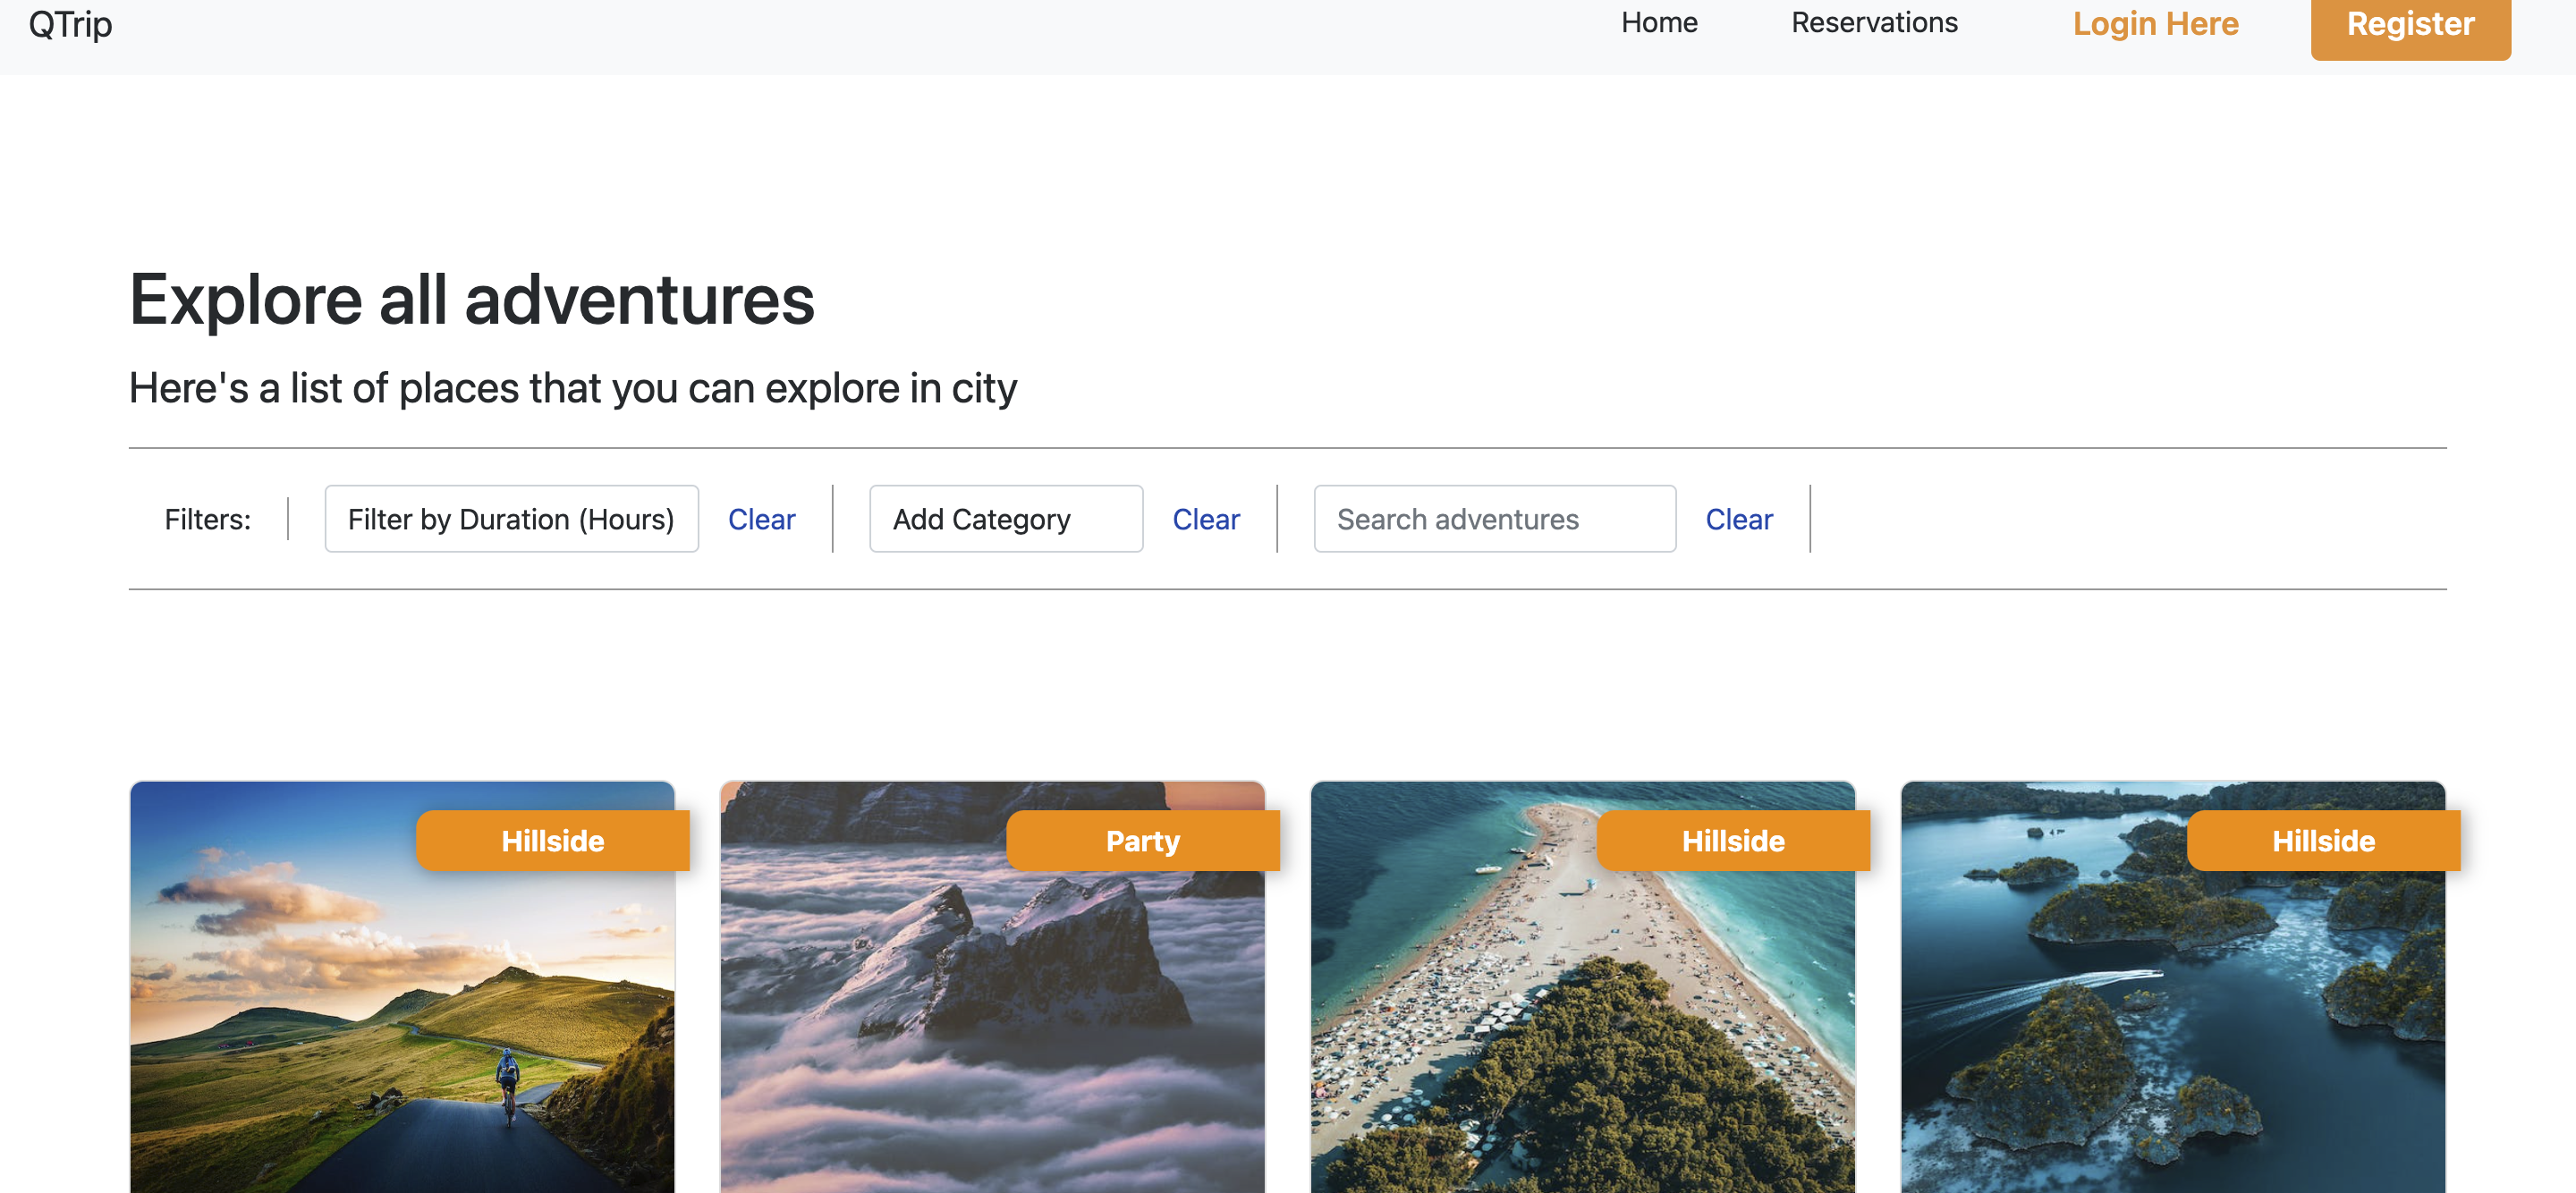 QTrip Home Reservations Login Here Register
Explore all adventures
Here's a list of places that you can explore in city
Filters: Filter by Duration (Hours) Clear Add Category Clear Search adventures Clear
Hillside Party Hillside Hillside